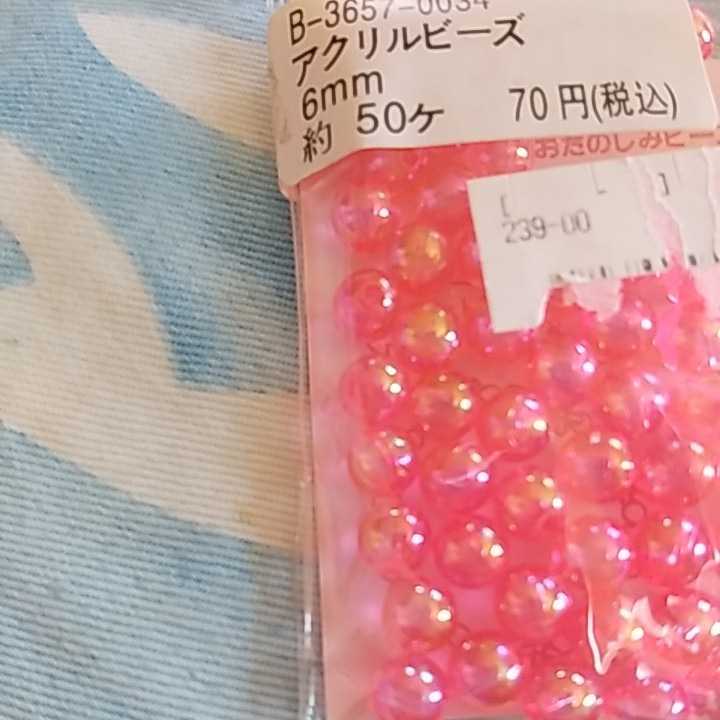 B-3657-0034
アクリルビーズ
6mm
約 50ケ 70円(税込)
おたのしみビー
[ - ]
239-00